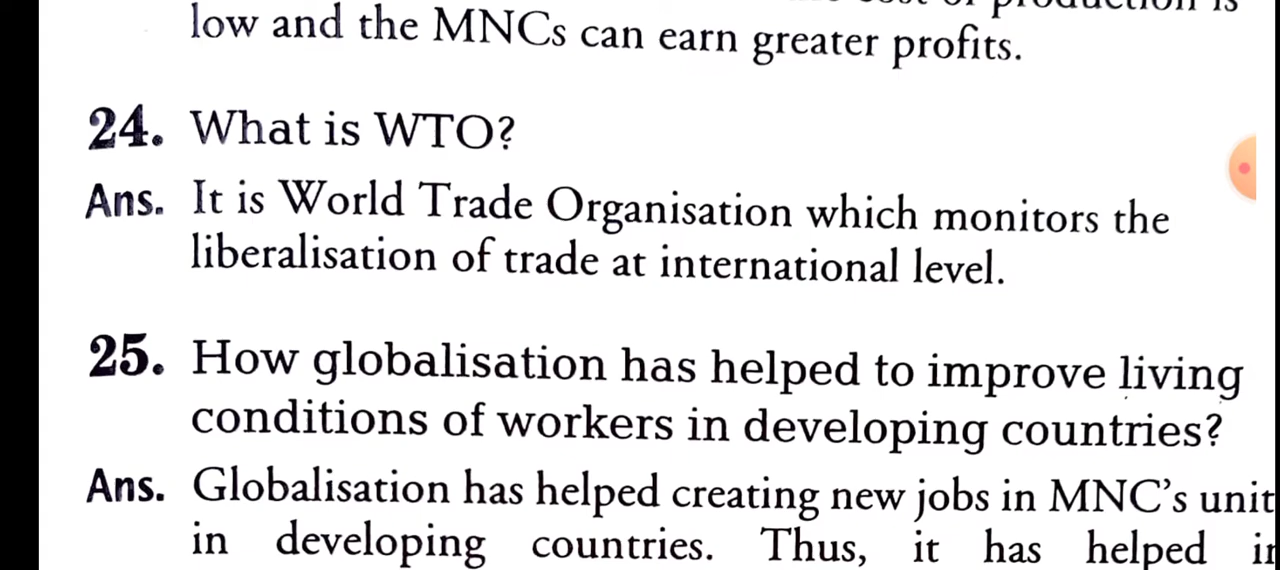 low and the MNCs can earn greater profits.
24. What is WTO?
Ans. It is World Trade Organisation which monitors the
liberalisation of trade at international level.
25. How globalisation has helped to improve living
conditions of workers in developing countries?
Ans. Globalisation has helped creating new jobs in MNC's unit
in developing countries. Thus, it has helped